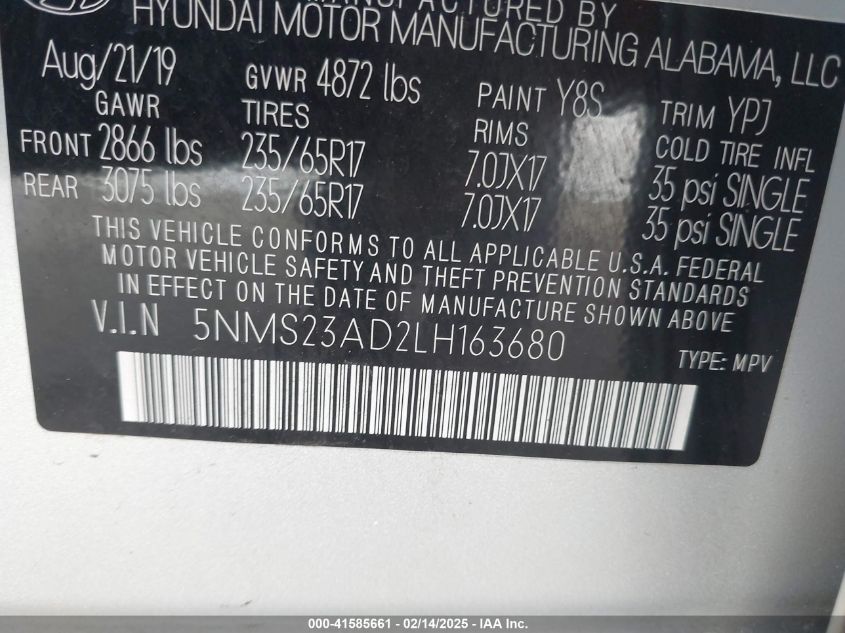 MANUFACTURED BY
HYUNDAI MOTOR MANUFACTURING ALABAMA, LLC
Aug/21/19 GVWR 4872 lbs PAINT Y8S TRIM YPJ
GAWR TIRES RIMS COLD TIRE INFL
FRONT 2866 lbs 235/65R17 7.0JX17 35 psi SINGLE
REAR 3075 lbs 235/65R17 7.0JX17 35 psi SINGLE
THIS VEHICLE CONFORMS TO ALL APPLICABLE U.S.A. FEDERAL
MOTOR VEHICLE SAFETY AND THEFT PREVENTION STANDARDS
IN EFFECT ON THE DATE OF MANUFACTURE SHOWN ABOVE
V.I.N 5NMS23AD2LH163680
TYPE: MPV
000-41585661 - 02/14/2025 - IAA Inc.